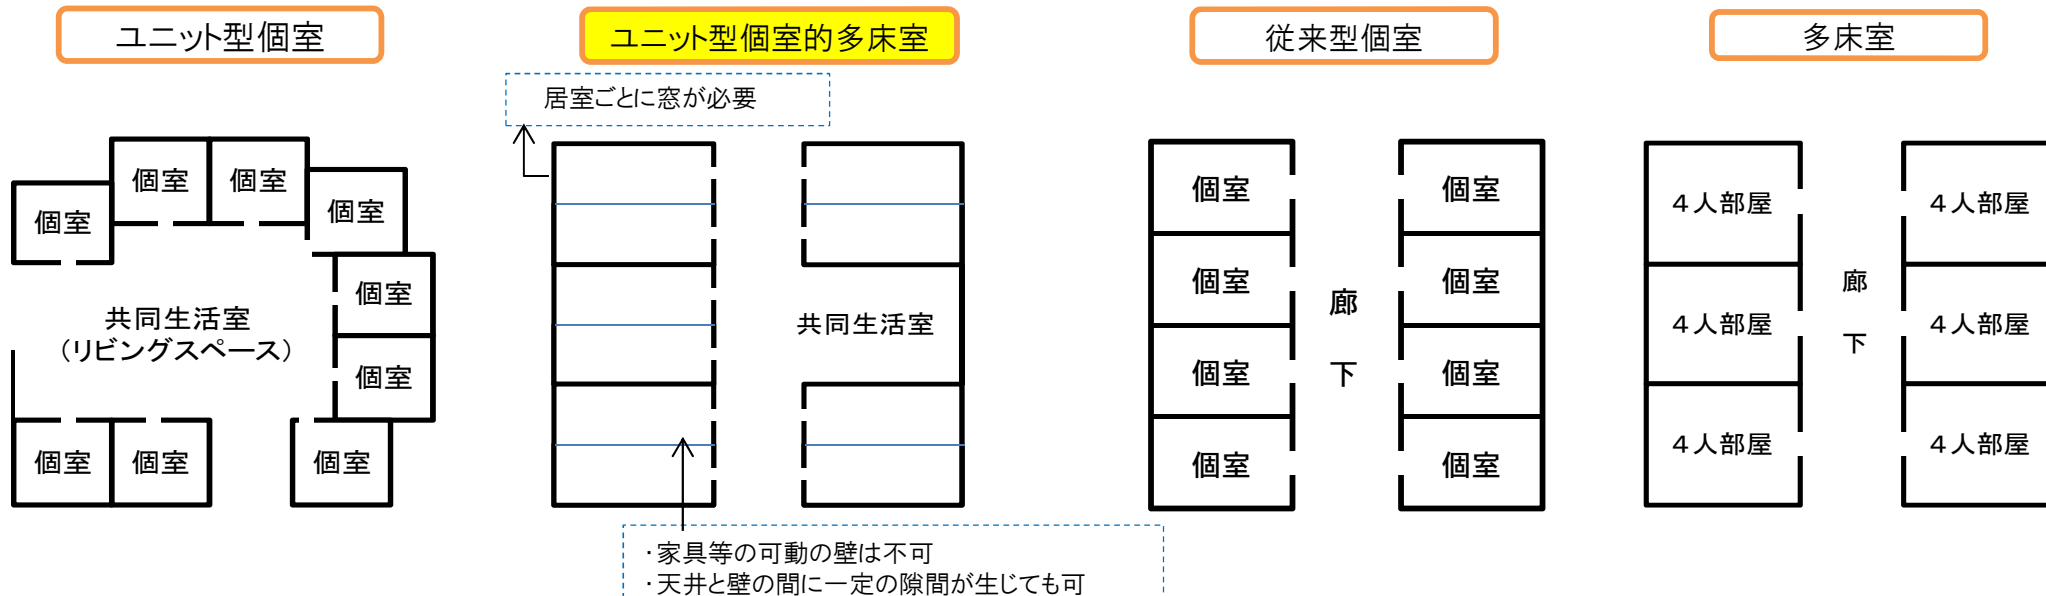 ユニット型個室
ユニット型個室的多床室
従来型個室
多床室
居室ごとに窓が必要
個室
個室
個室
個室
個室
個室
個室
個室
個室
共同生活室
（リビングスペース）
共同生活室
・家具等の可動の壁は不可
・天井と壁の間に一定の隙間が生じても可
個室
個室
個室
個室
個室
個室
個室
個室
廊
下
4人部屋
4人部屋
4人部屋
4人部屋
4人部屋
4人部屋
廊
下